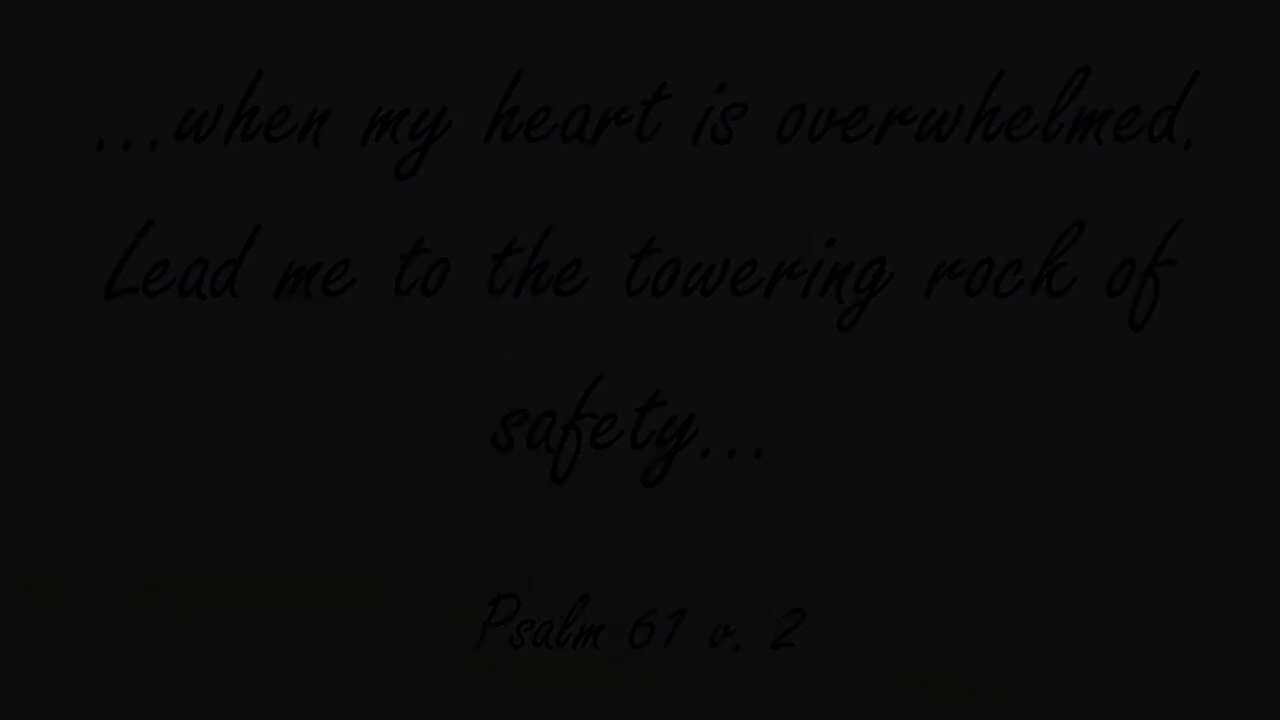 ...when my heart is overwhelmed.
Lead me to the towering rock of
safety...
Psalm 61 v. 2